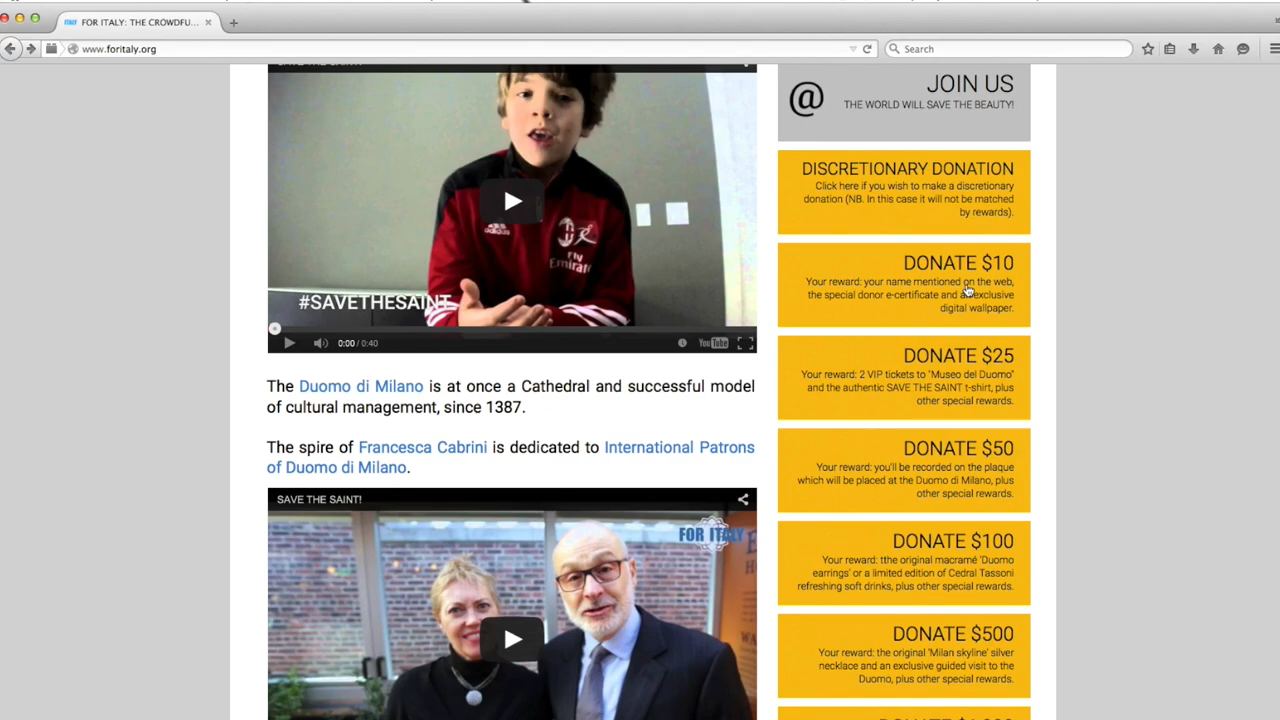 FOR ITALY: THE CROWDFU...
www.foritaly.org
Search
#SAVETHESAINT
Fly
Emirates
adidas
0:00 / 0:40
YouTube
The Duomo di Milano is at once a Cathedral and successful model
of cultural management, since 1387.
The spire of Francesca Cabrini is dedicated to International Patrons
of Duomo di Milano.
SAVE THE SAINT!
FOR ITALY
@
JOIN US
THE WORLD WILL SAVE THE BEAUTY!
DISCRETIONARY DONATION
Click here if you wish to make a discretionary
donation (NB. In this case it will not be matched
by rewards).
DONATE $10
Your reward: your name mentioned on the web,
the special donor e-certificate and an exclusive
digital wallpaper.
DONATE $25
Your reward: 2 VIP tickets to "Museo del Duomo"
and the authentic SAVE THE SAINT t-shirt, plus
other special rewards.
DONATE $50
Your reward: you'll be recorded on the plaque
which will be placed at the Duomo di Milano, plus
other special rewards.
DONATE $100
Your reward: tthe original macramé 'Duomo
earrings' or a limited edition of Cedral Tassoni
refreshing soft drinks, plus other special rewards.
DONATE $500
Your reward: the original 'Milan skyline' silver
necklace and an exclusive guided visit to the
Duomo, plus other special rewards.